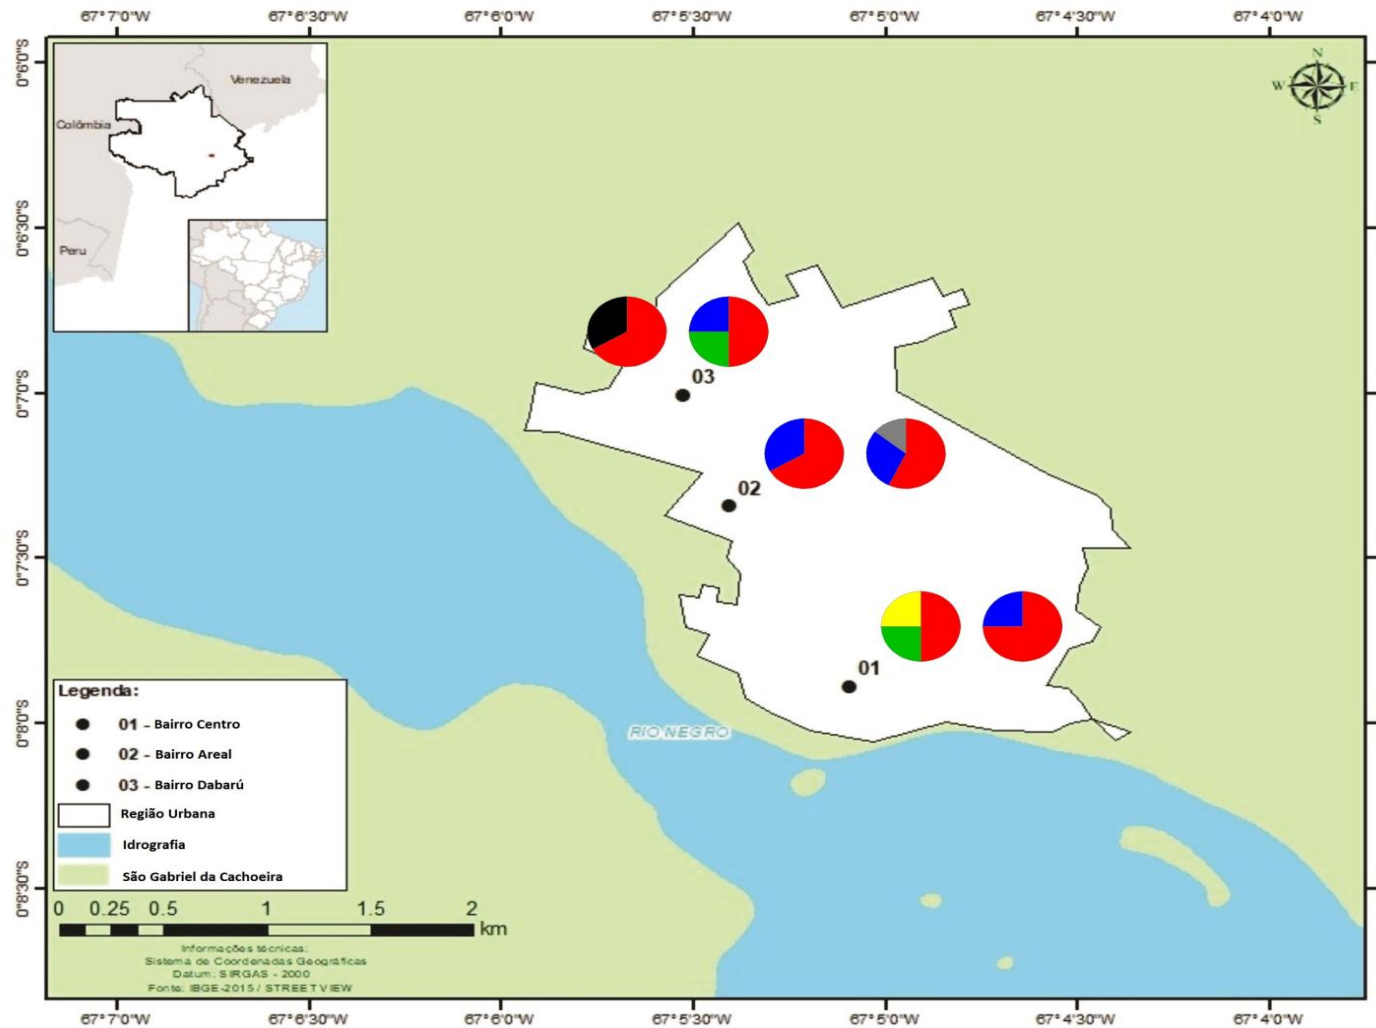 67°7'0"W 67°6'30"W 67°6'0"W 67°5'30"W 67°5'0"W 67°4'30"W 67°4'0"W
0°6'0"S
0°6'30"S
0°7'0"S
0°7'30"S
0°8'0"S
0°8'30"S
Venezuela
Colômbia
Peru
N
W E
S
03
02
01
RIO NEGRO
Legenda:
01 - Bairro Centro
02 - Bairro Areal
03 - Bairro Dabarú
Região Urbana
Idrografia
São Gabriel da Cachoeira
0 0.25 0.5 1 1.5 2
km
Informações técnicas:
Sistema de Coordenadas Geográficas
Datum: SIRGAS - 2000
Fonte: IBGE-2015 / STREET VIEW
67°7'0"W 67°6'30"W 67°6'0"W 67°5'30"W 67°5'0"W 67°4'30"W 67°4'0"W